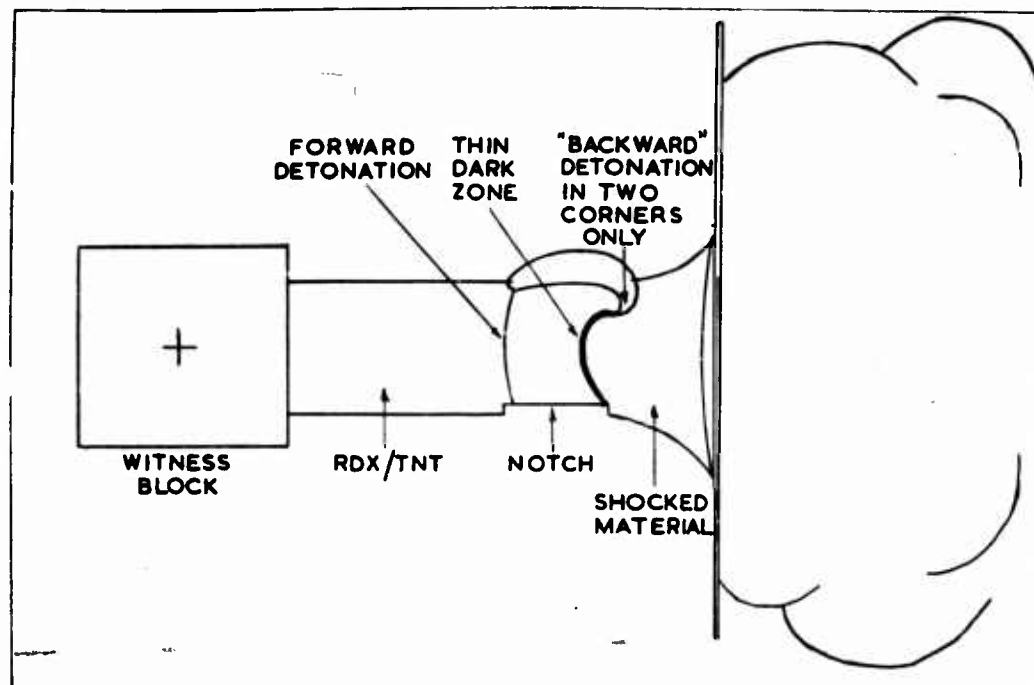 FORWARD
DETONATION
THIN
DARK
ZONE
"BACKWARD"
DETONATION
IN TWO
CORNERS
ONLY
WITNESS
BLOCK
RDX/TNT
NOTCH
SHOCKED
MATERIAL